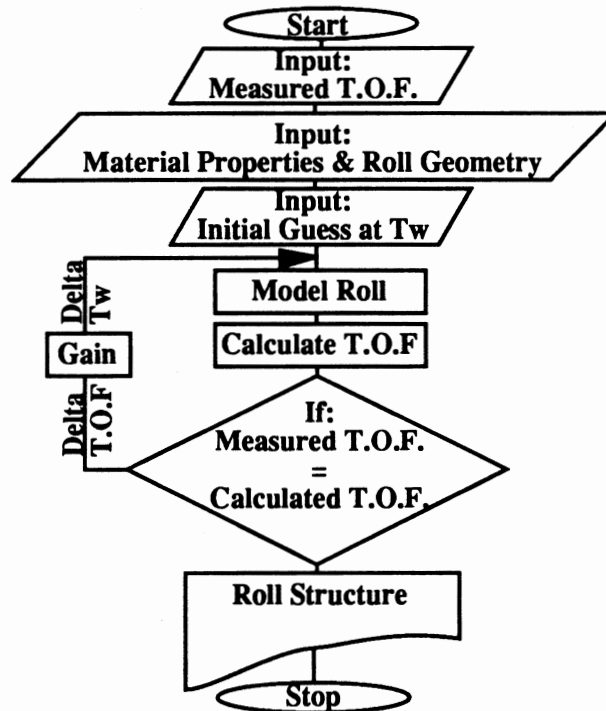 Start
Input:
Measured T.O.F.
Input:
Material Properties & Roll Geometry
Input:
Initial Guess at Tw
Delta
Tw
Model Roll
Gain
Calculate T.O.F
Delta
T.O.F
If:
Measured T.O.F.
=
Calculated T.O.F.
Roll Structure
Stop